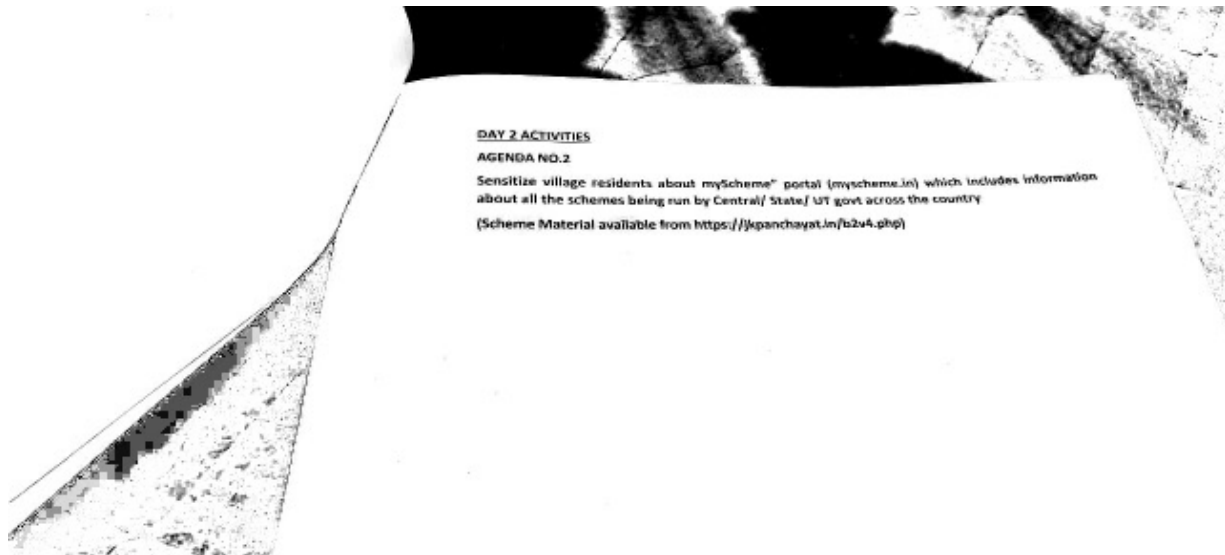 DAY 2 ACTIVITIES
AGENDA NO.2
Sensitize village residents about myScheme" portal (myscheme.in) which includes information
about all the schemes being run by Central/ State/ UT govt across the country
(Scheme Material available from https://jkpanchayat.in/b2v4.php)